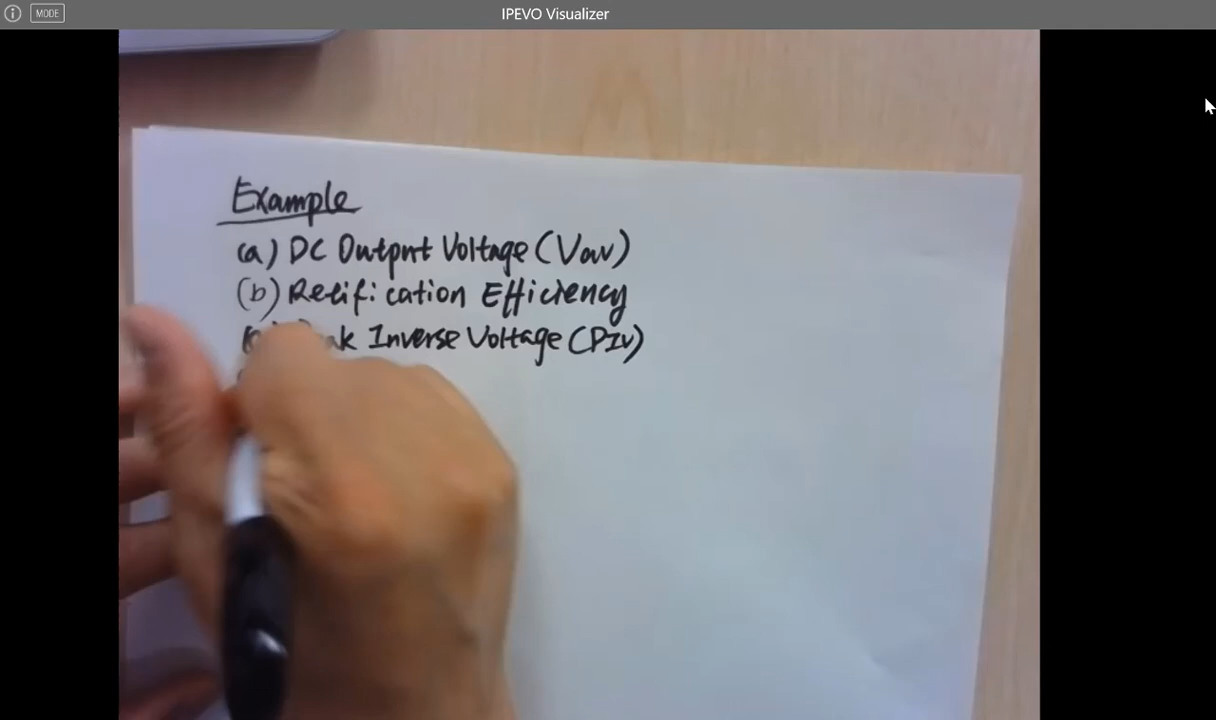 MODE
IPEVO Visualizer
Example
(a) DC Output Voltage (Vav)
(b) Retification Efficiency
Inverse Voltage (PIV)